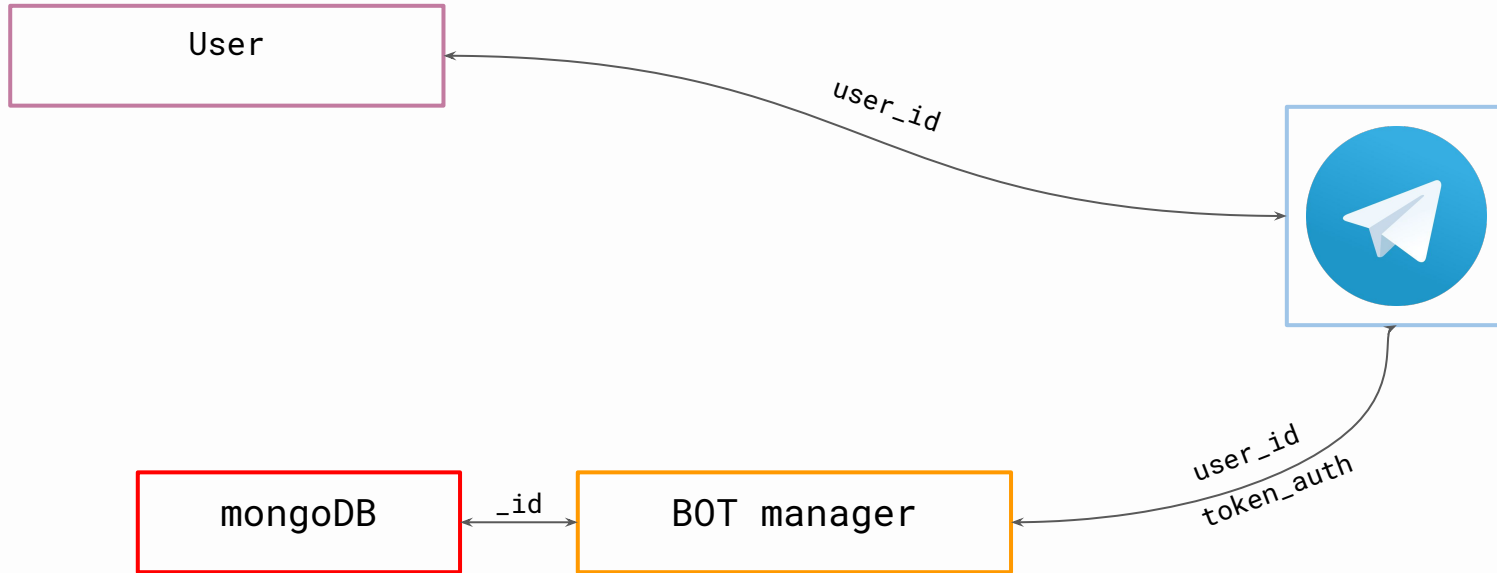 User
user_id
user_id
token_auth
mongoDB
_id
BOT manager